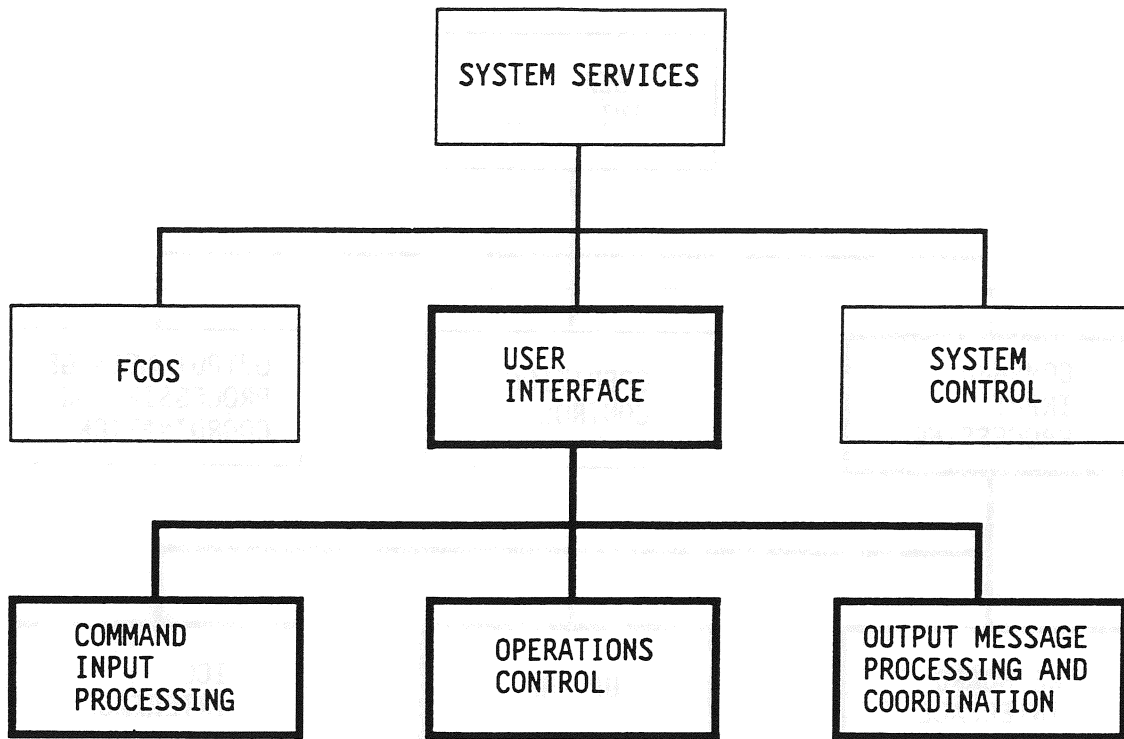 SYSTEM SERVICES
FCOS
USER
INTERFACE
SYSTEM
CONTROL
COMMAND
INPUT
PROCESSING
OPERATIONS
CONTROL
OUTPUT MESSAGE
PROCESSING AND
COORDINATION